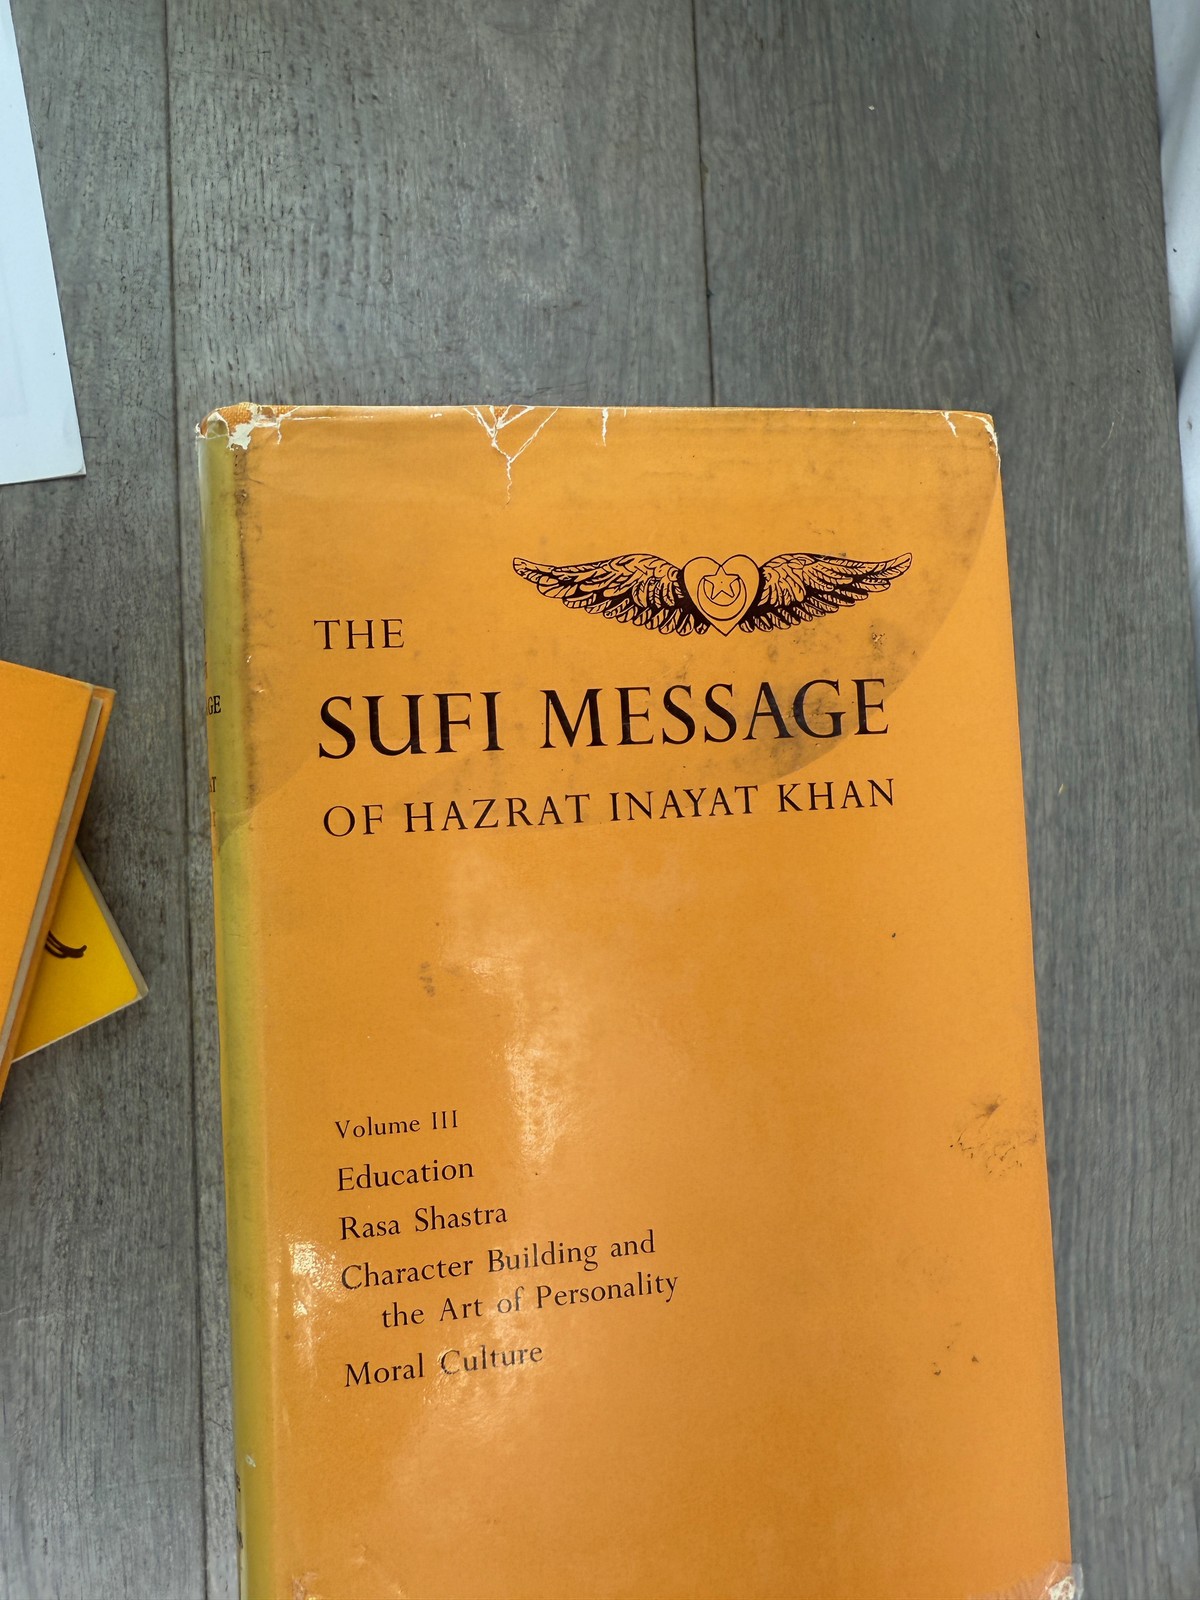 THE
SUFI MESSAGE
OF HAZRAT INAYAT KHAN
Volume III
Education
Rasa Shastra
Character Building and
the Art of Personality
Moral Culture